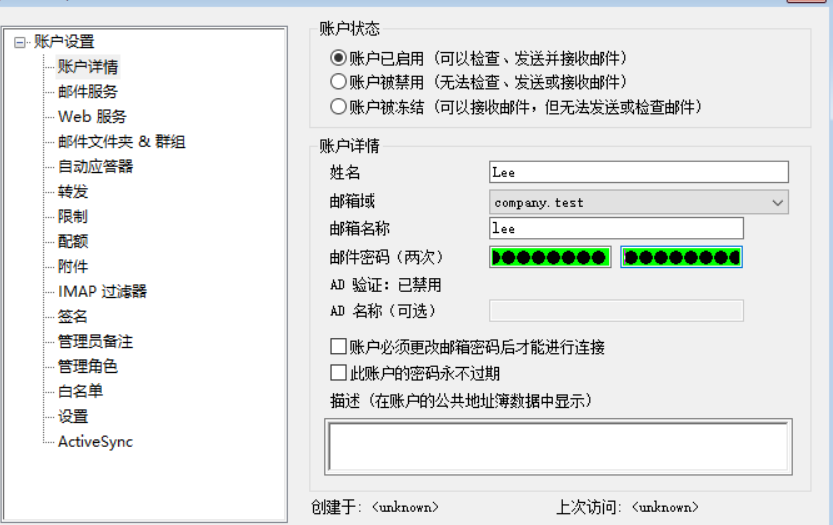 账户设置
账户详情
邮件服务
Web 服务
邮件文件夹 & 群组
自动应答器
转发
限制
配额
附件
IMAP 过滤器
签名
管理员备注
管理角色
白名单
设置
ActiveSync
账户状态
账户已启用（可以检查、发送并接收邮件）
账户被禁用（无法检查、发送或接收邮件）
账户被冻结（可以接收邮件，但无法发送或检查邮件）
账户详情
姓名 Lee
邮箱域 company.test
邮箱名称 lee
邮件密码（两次）
AD 验证：已禁用
AD 名称（可选）
账户必须更改邮箱密码后才能进行连接
此账户的密码永不过期
描述（在账户的公共地址簿数据中显示）
创建于：<unknown> 上次访问：<unknown>